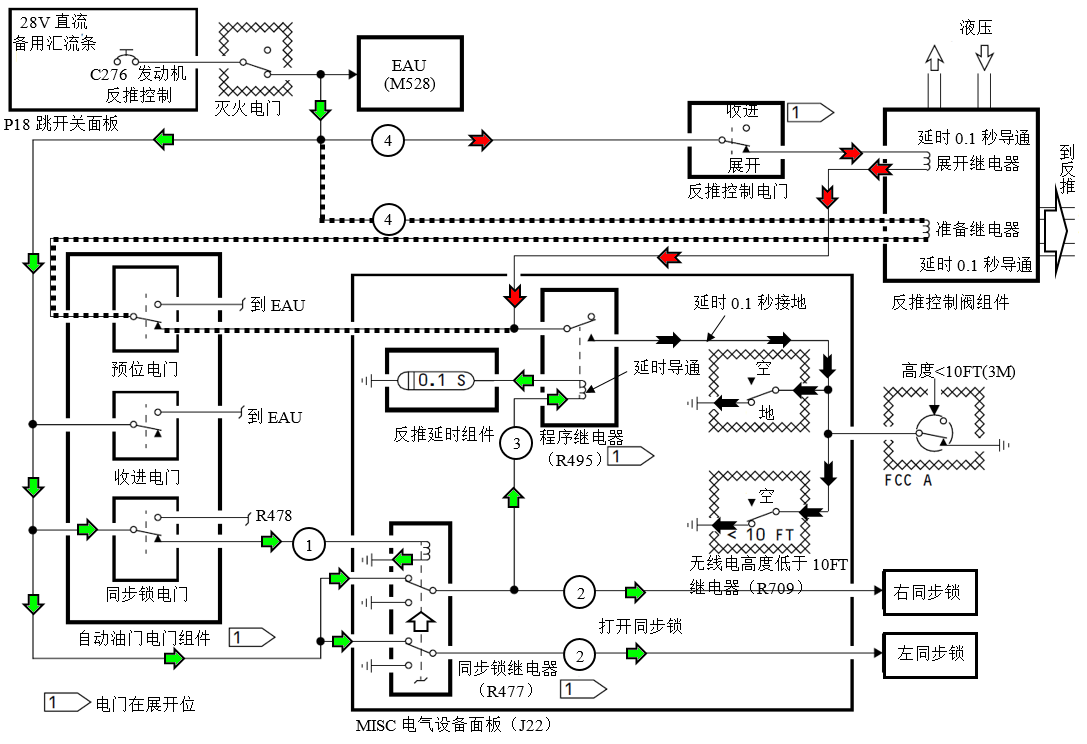 28V 直流
备用汇流条
C276 发动机
反推控制
P18 跳开关面板
灭火电门
EAU
(M528)
液压
收进
1
展开
反推控制电门
延时 0.1 秒导通
展开继电器
准备继电器
延时 0.1 秒导通
反推控制阀组件
到反推
4
4
到 EAU
预位电门
到 EAU
收进电门
R478
同步锁电门
自动油门电门组件
1
1
电门在展开位
0.1 S
反推延时组件
延时 0.1 秒接地
延时导通
程序继电器
（R495）
1
3
空
地
高度<10FT(3M)
FCC A
空
< 10 FT
无线电高度低于 10FT
继电器（R709）
1
2
打开同步锁
2
右同步锁
左同步锁
同步锁继电器
（R477）
1
MISC 电气设备面板（J22）